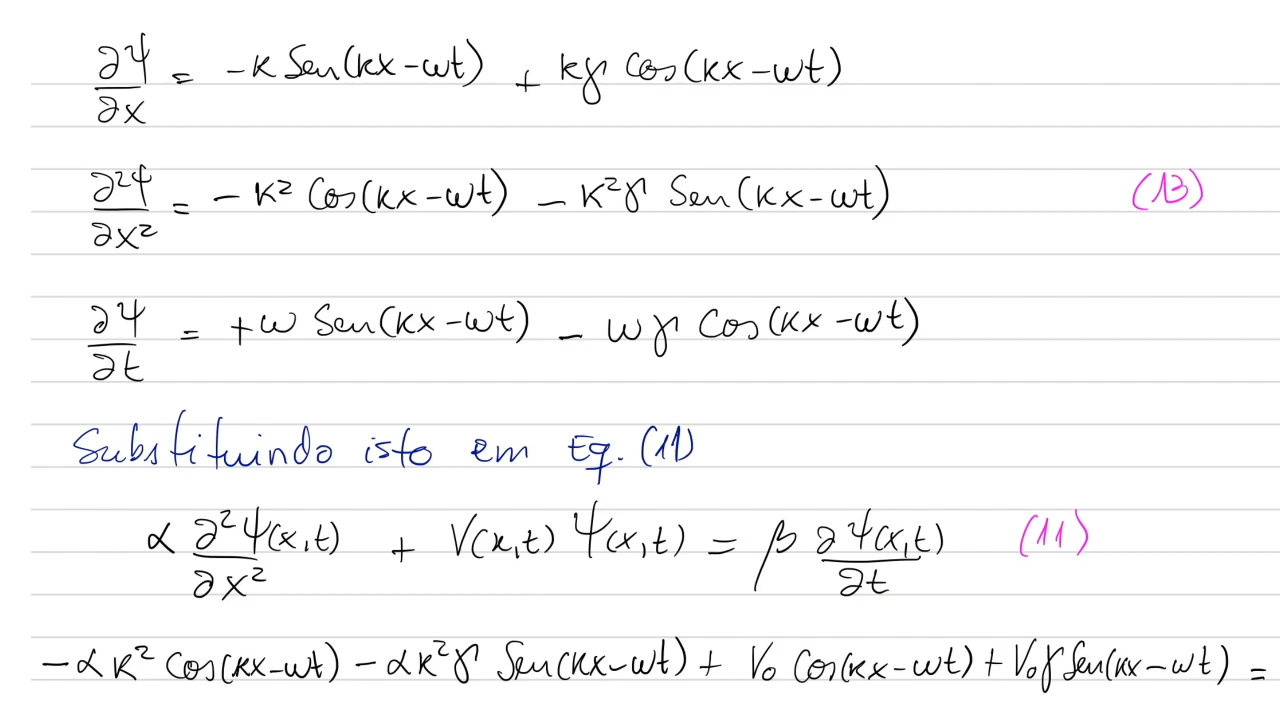 ∂Ψ/∂x = -k Sen(kx-ωt) + kγ Cos(kx-ωt)
∂²Ψ/∂x² = - k² Cos(kx-ωt) - k²γ Sen(kx-ωt) (13)
∂Ψ/∂t = +ω Sen(kx-ωt) - ωγ Cos(kx-ωt)
Substituindo isto em Eq. (11)
α ∂²Ψ(x,t)/∂x² + V(x,t) Ψ(x,t) = β ∂Ψ(x,t)/∂t (11)
-αk² Cos(kx-ωt) - αk²γ Sen(kx-ωt) + V₀ Cos(kx-ωt) + V₀γ Sen(kx-ωt) =